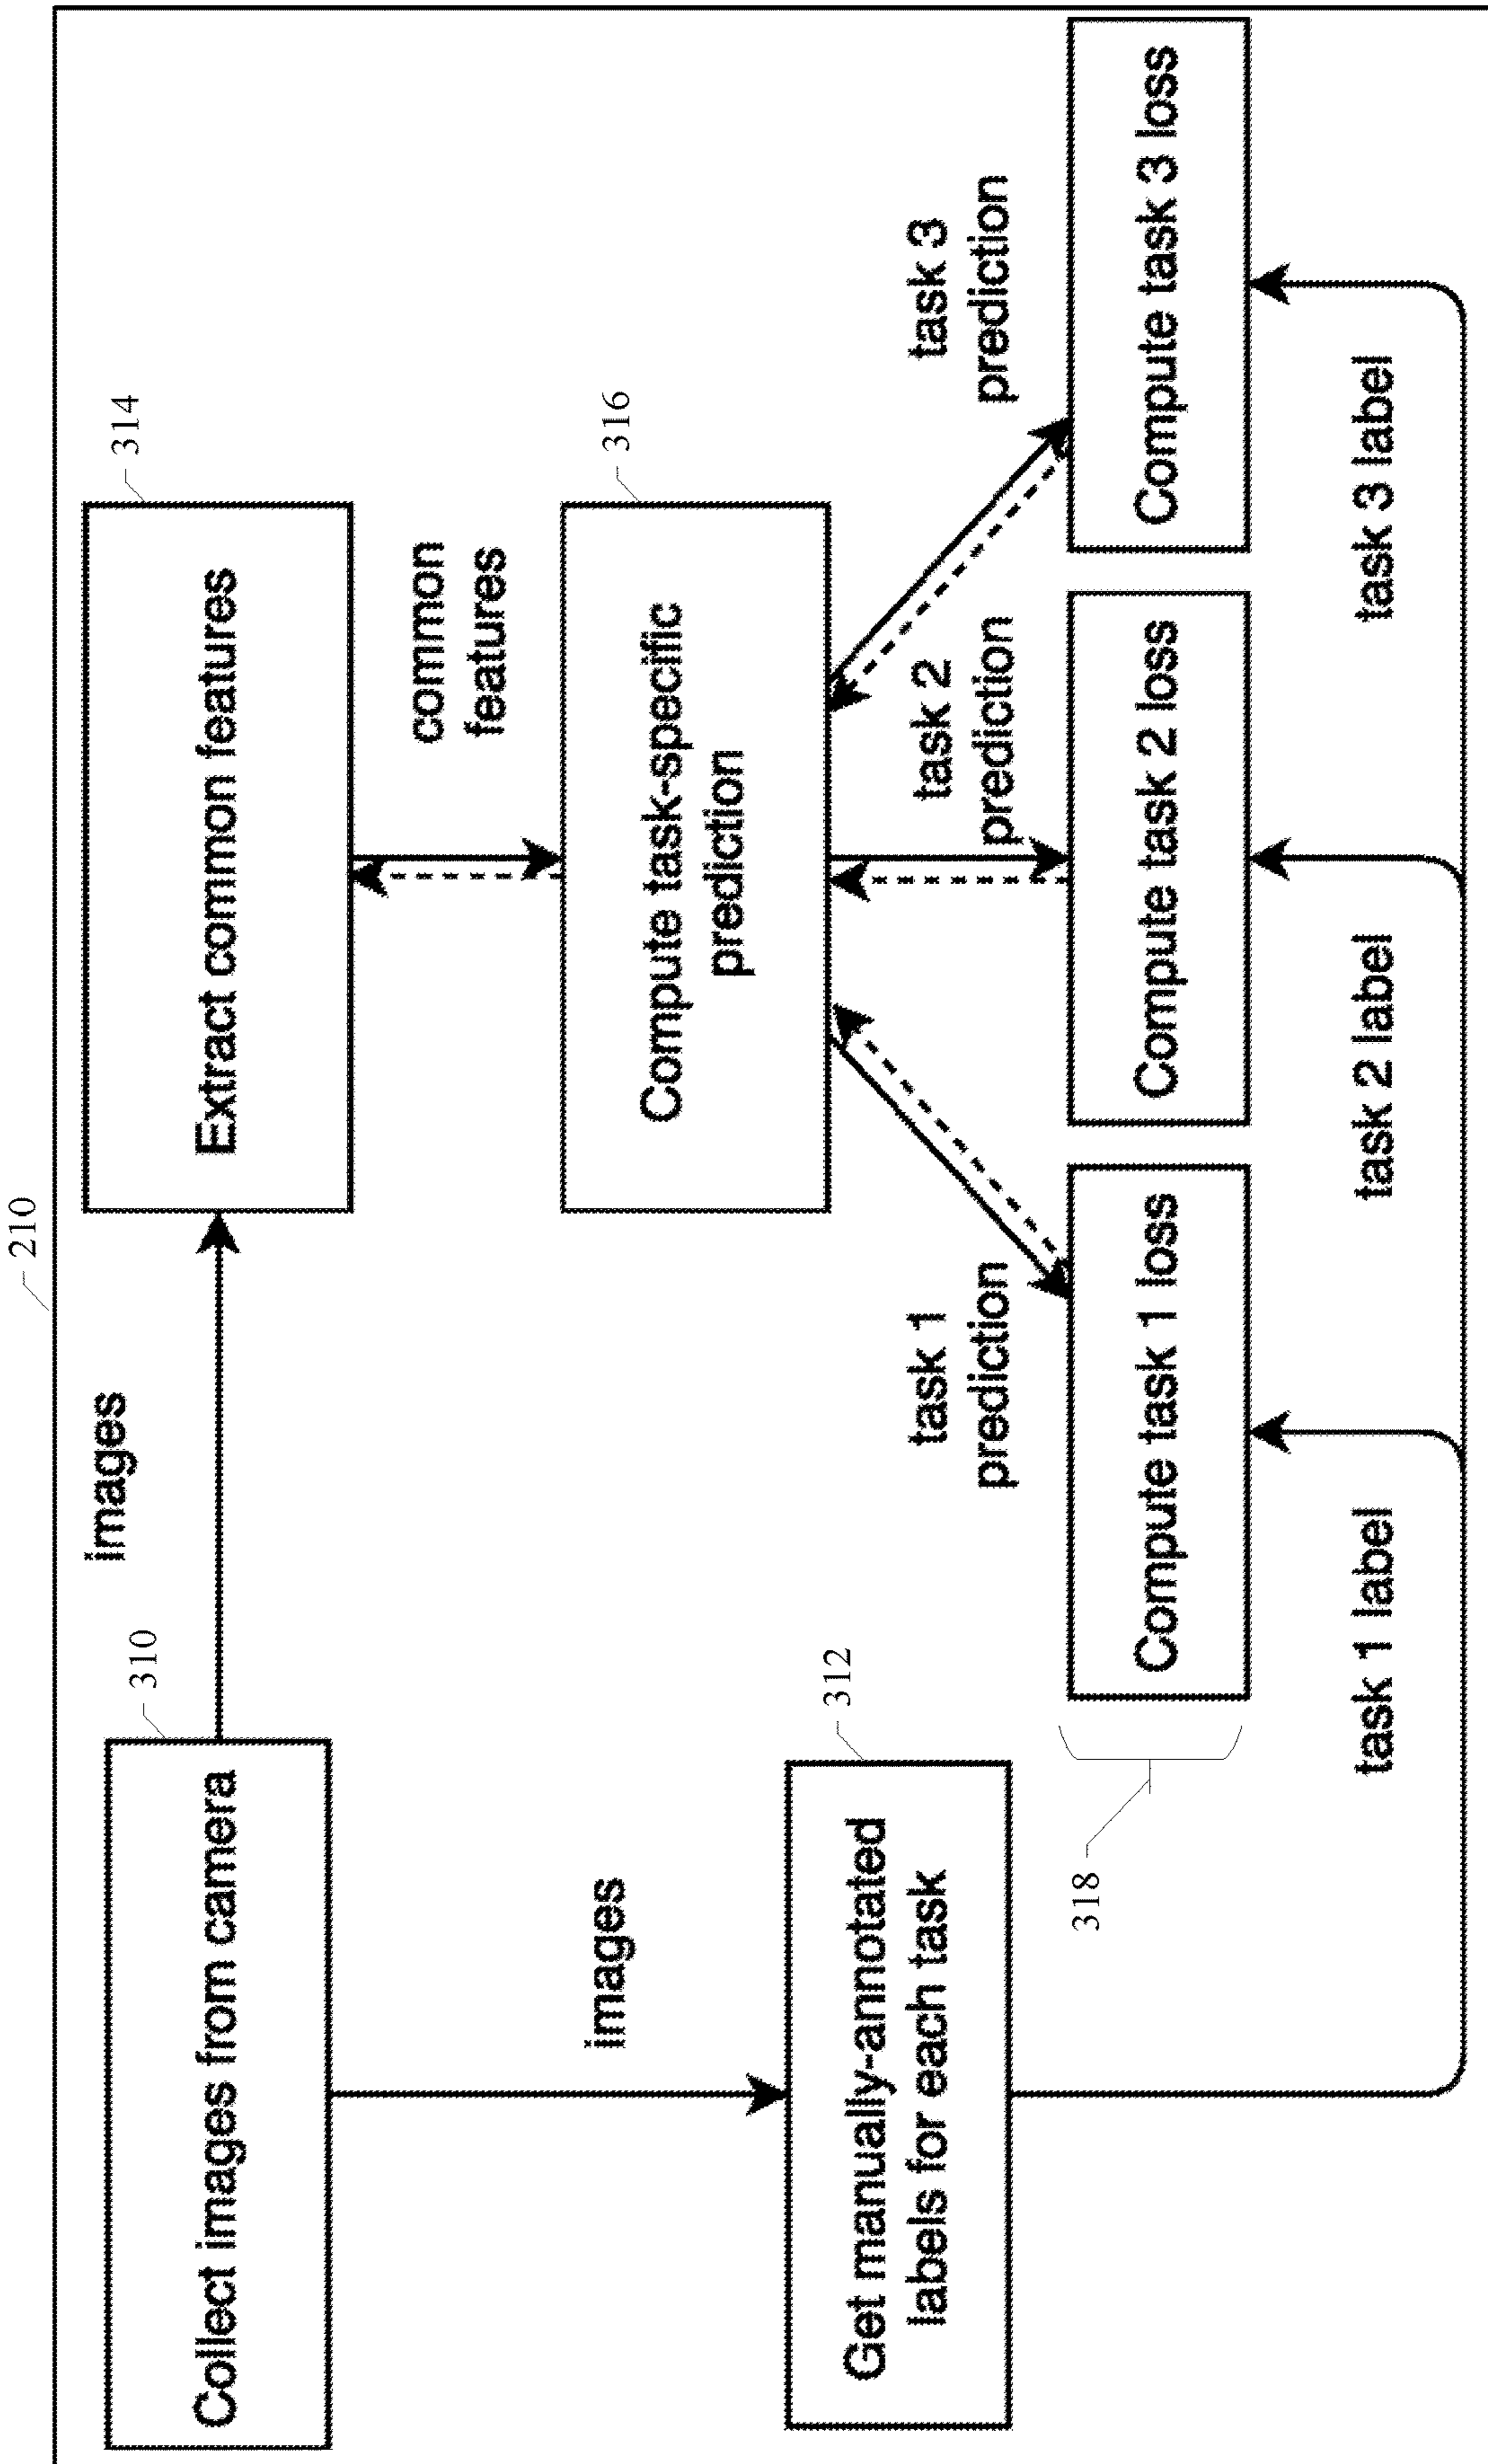 210
310
Collect images from camera
images
314
Extract common features
images
common
features
312
Get manually-annotated
labels for each task
316
Compute task-specific
prediction
task 1
prediction
task 2
prediction
task 3
prediction
318
Compute task 1 loss
Compute task 2 loss
Compute task 3 loss
task 1 label
task 2 label
task 3 label